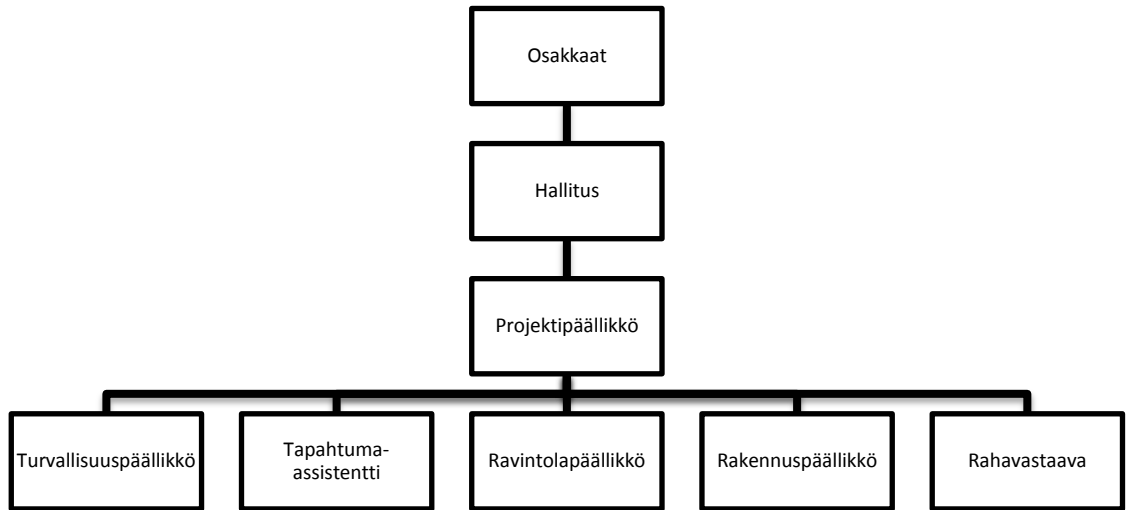 Osakkaat
Hallitus
Projektipäällikkö
Turvallisuuspäällikkö
Tapahtuma-
assistentti
Ravintolapäällikkö
Rakennuspäällikkö
Rahavastaava